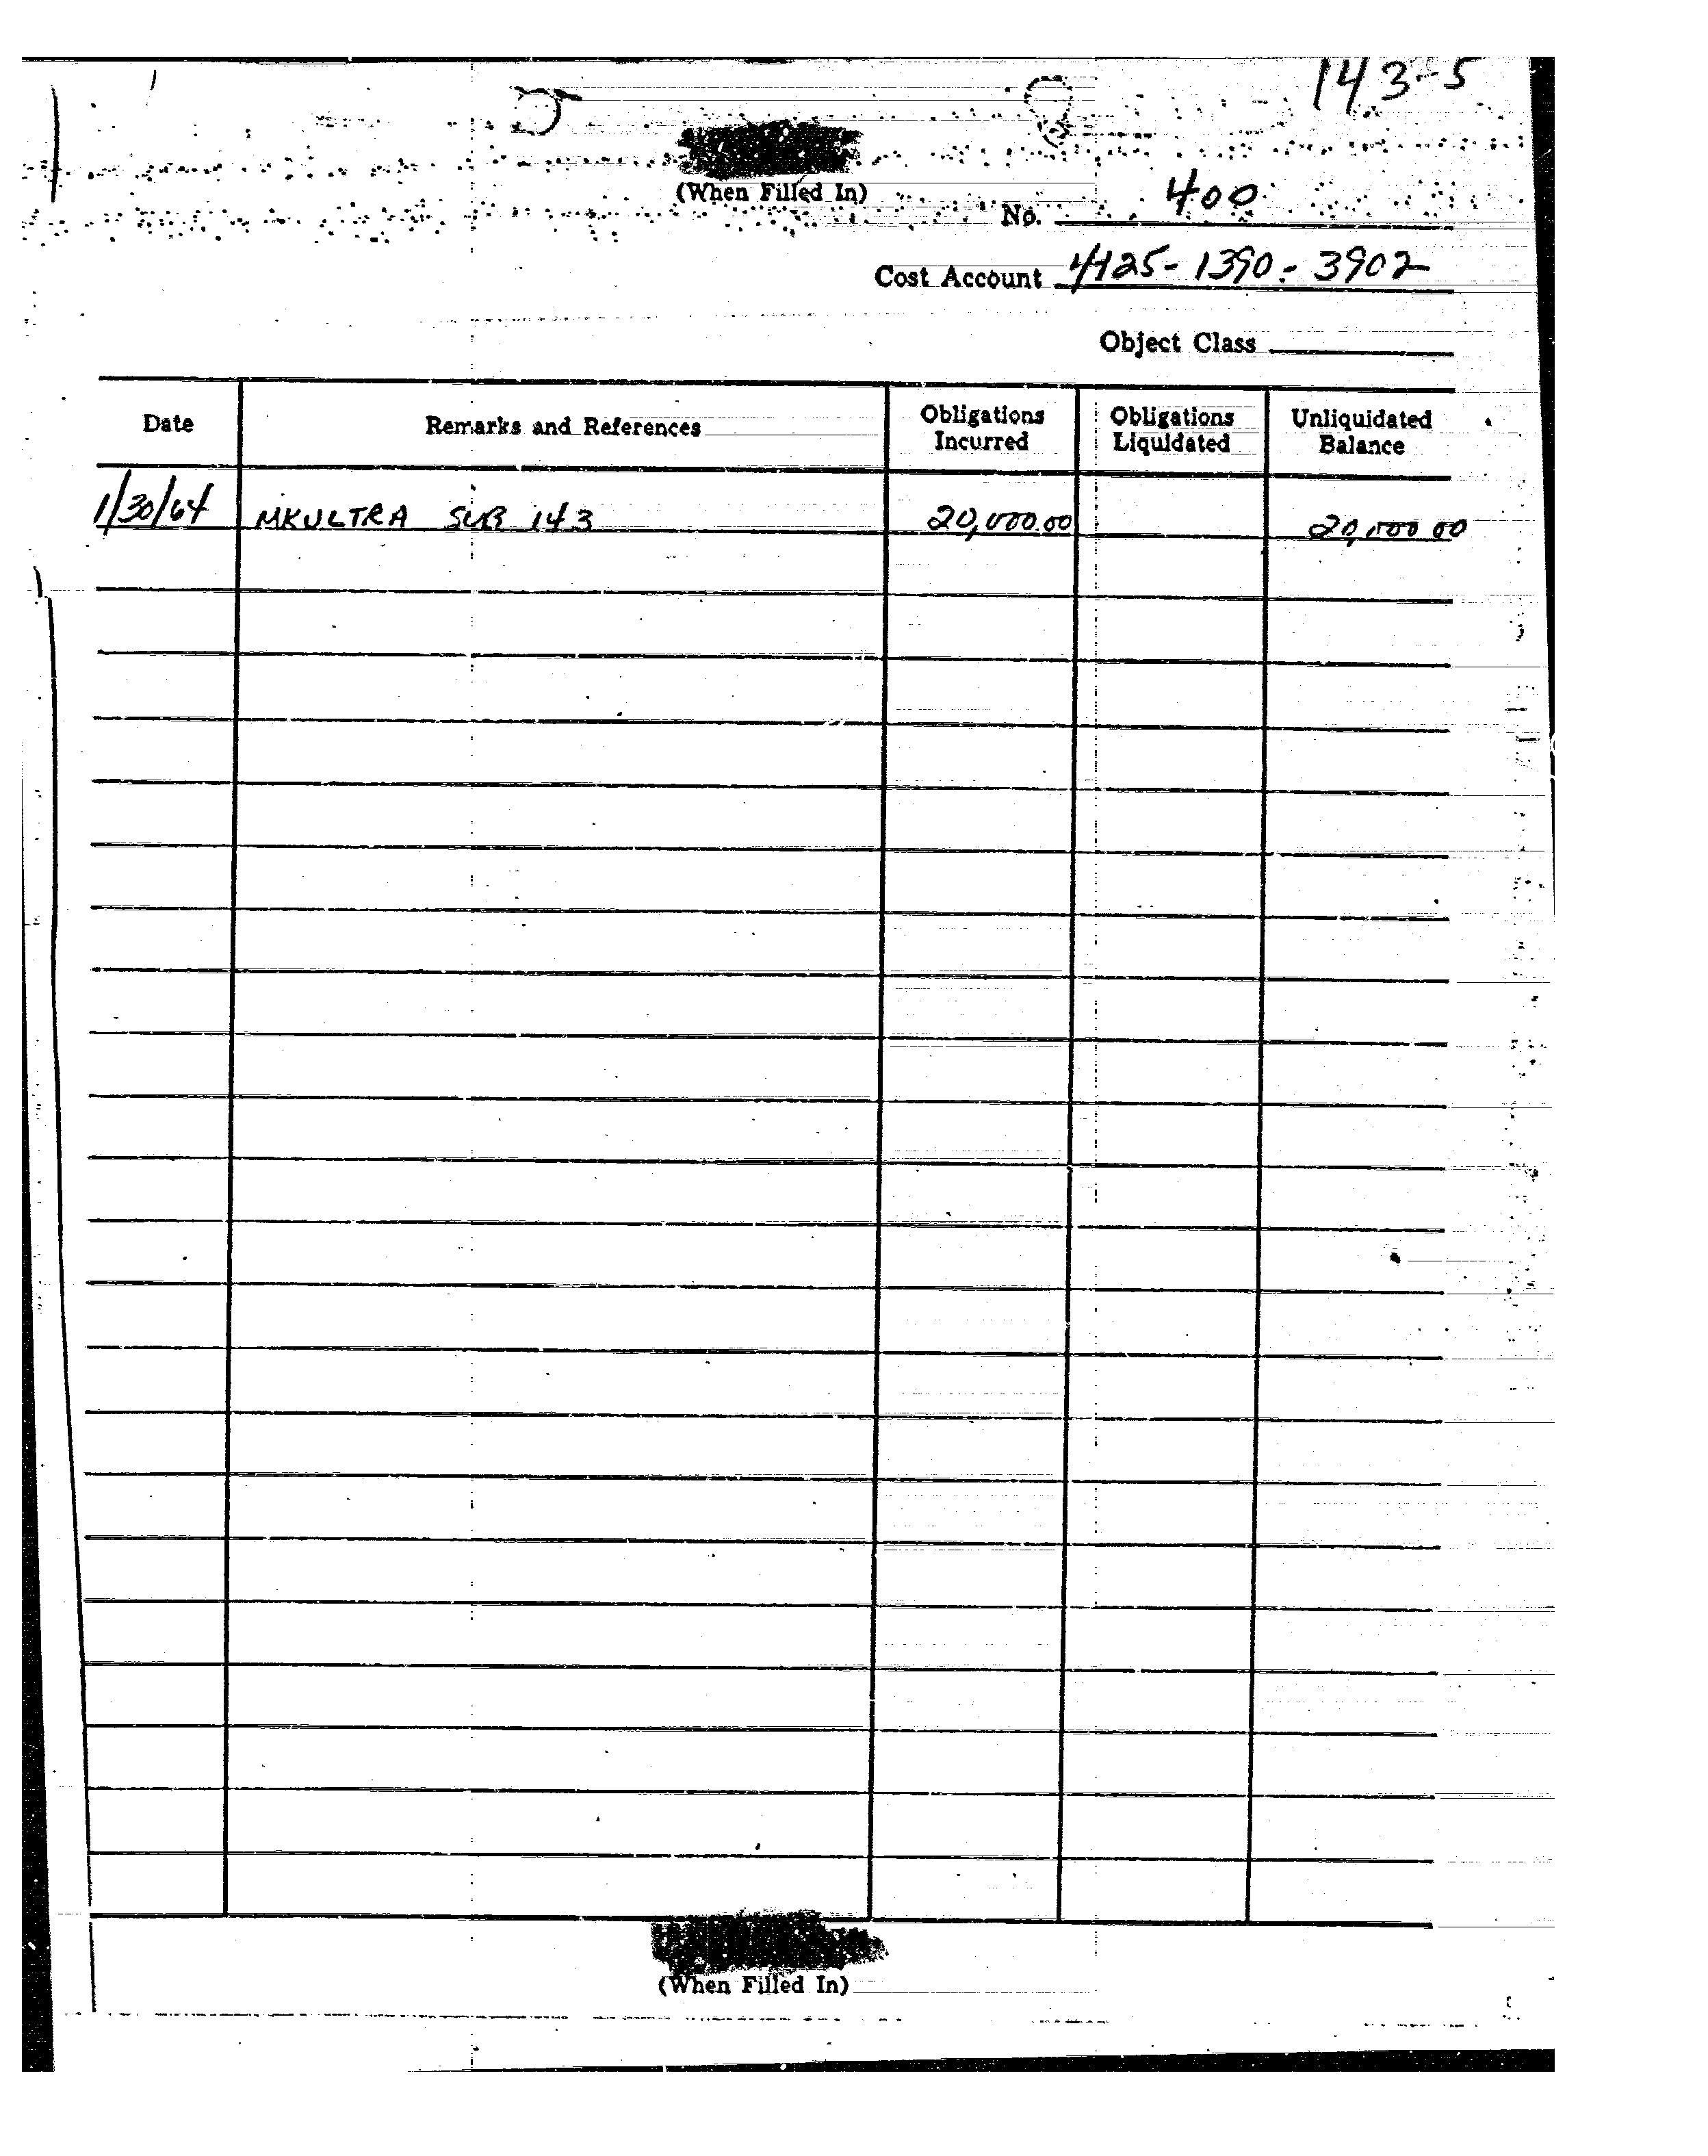 143-5
(When Filled In)
No. 400
Cost Account 4125-1390-3902
Object Class
Date Remarks and References Obligations Incurred Obligations Liquidated Unliquidated Balance
1/30/64 MKULTRA SUB 143 20,000.00 20,000 00
(When Filled In)